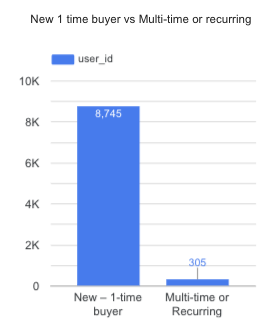 New 1 time buyer vs Multi-time or recurring
user_id
10K
8K
6K
4K
2K
0
8,745
305
New – 1-time
buyer
Multi-time or
Recurring